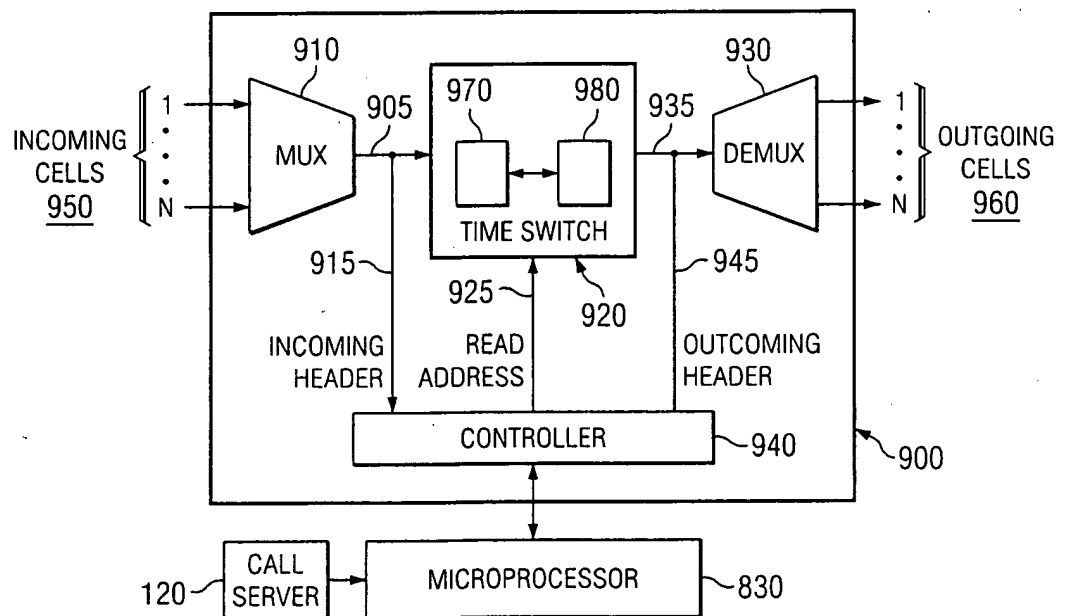 910
930
970
980
905
935
1
INCOMING
CELLS
950
N
MUX
TIME SWITCH
DEMUX
1
OUTGOING
CELLS
960
N
915
925
920
945
INCOMING
HEADER
READ
ADDRESS
OUTCOMING
HEADER
CONTROLLER
940
900
120
CALL
SERVER
MICROPROCESSOR
830